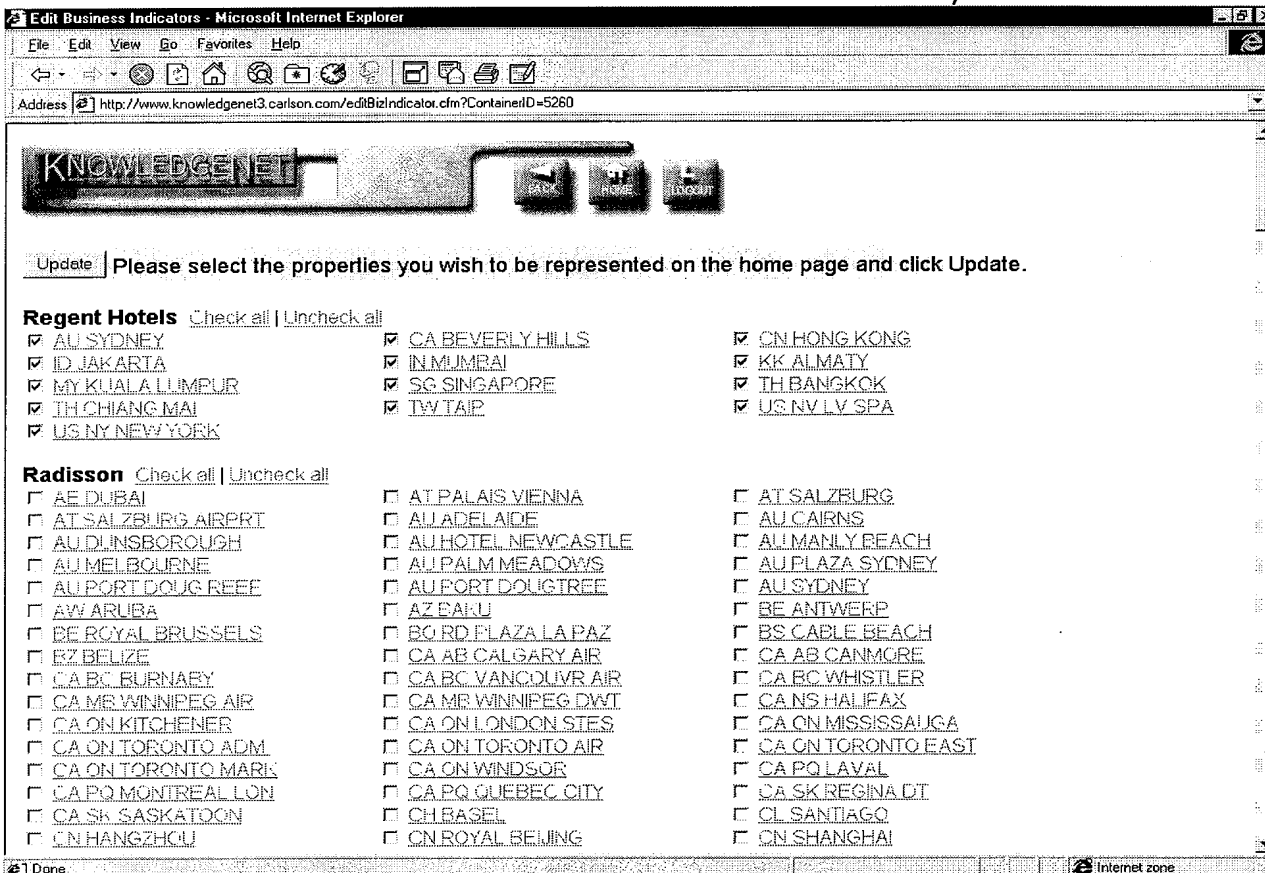 Edit Business Indicators - Microsoft Internet Explorer
File Edit View Go Favorites Help
Address http://www.knowledgenet3.carlson.com/editBizIndicator.cfm?ContainerID=5260
KNOWLEDGENET BACK HOME LOGOUT
Update Please select the properties you wish to be represented on the home page and click Update.
Regent Hotels Check all | Uncheck all
AU SYDNEY CA BEVERLY HILLS CN HONG KONG
ID JAKARTA IN MUMBAI KK ALMATY
MY KUALA LUMPUR SG SINGAPORE TH BANGKOK
TH CHIANG MAI TW TAIP US NV LV SPA
US NY NEW YORK
Radisson Check all | Uncheck all
AE DUBAI AT PALAIS VIENNA AT SALZBURG
AT SALZBURG AIRPRT AU ADELAIDE AU CAIRNS
AU DUNSBOROUGH AU HOTEL NEWCASTLE AU MANLY BEACH
AU MELBOURNE AU PALM MEADOWS AU PLAZA SYDNEY
AU PORT DOUG REEF AU PORT DOUGTREE AU SYDNEY
AW ARUBA AZ BAKU BE ANTWERP
BE ROYAL BRUSSELS BO RD PLAZA LA PAZ BS CABLE BEACH
BZ BELIZE CA AB CALGARY AIR CA AB CANMORE
CA BC BURNABY CA BC VANCOUVR AIR CA BC WHISTLER
CA MB WINNIPEG AIR CA MB WINNIPEG DWT CA NS HALIFAX
CA ON KITCHENER CA ON LONDON STES CA ON MISSISSAUGA
CA ON TORONTO ADM CA ON TORONTO AIR CA ON TORONTO EAST
CA ON TORONTO MARK CA ON WINDSOR CA PQ LAVAL
CA PQ MONTREAL LON CA PQ QUEBEC CITY CA SK REGINA DT
CA SK SASKATOON CH BASEL CL SANTIAGO
CN HANGZHOU CN ROYAL BEIJING CN SHANGHAI
Done Internet zone